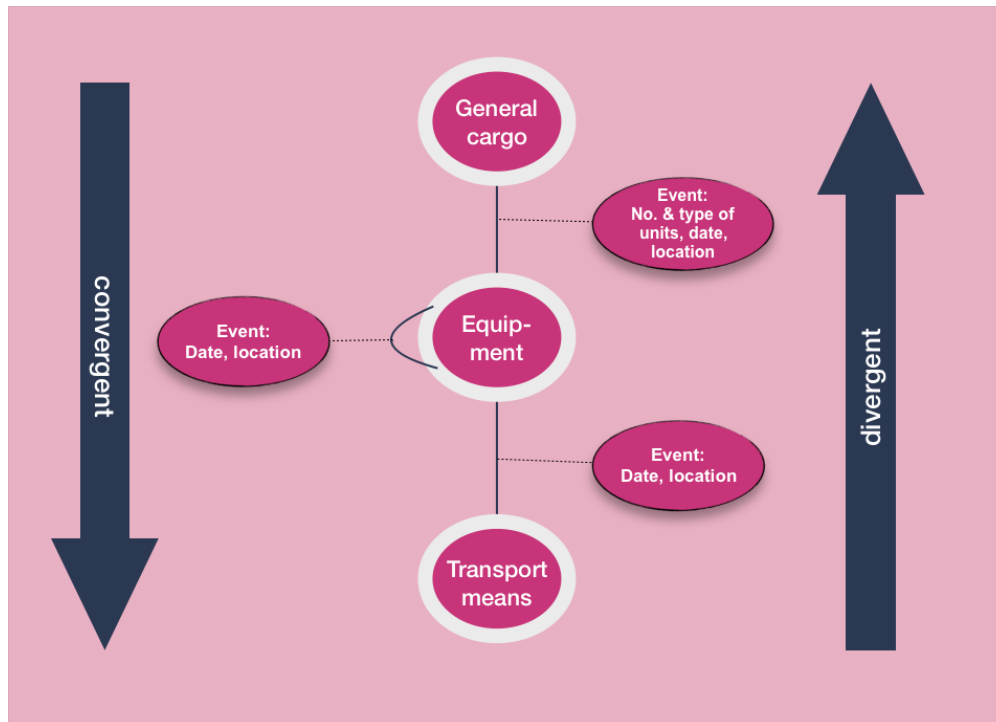 General
cargo
Event:
No. & type of
units, date,
location
convergent
Event:
Date, location
Equip-
ment
divergent
Event:
Date, location
Transport
means